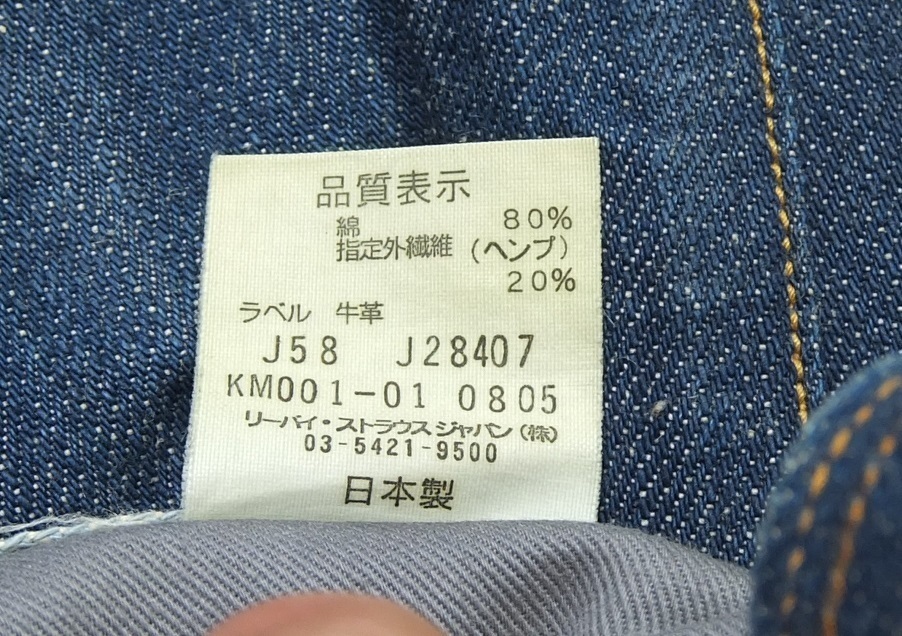 品質表示
綿 80%
指定外繊維 (ヘンプ)
20%
ラベル 牛革
J58 J28407
KM001-01 0805
リーバイ・ストラウスジャパン(株)
03-5421-9500
日本製